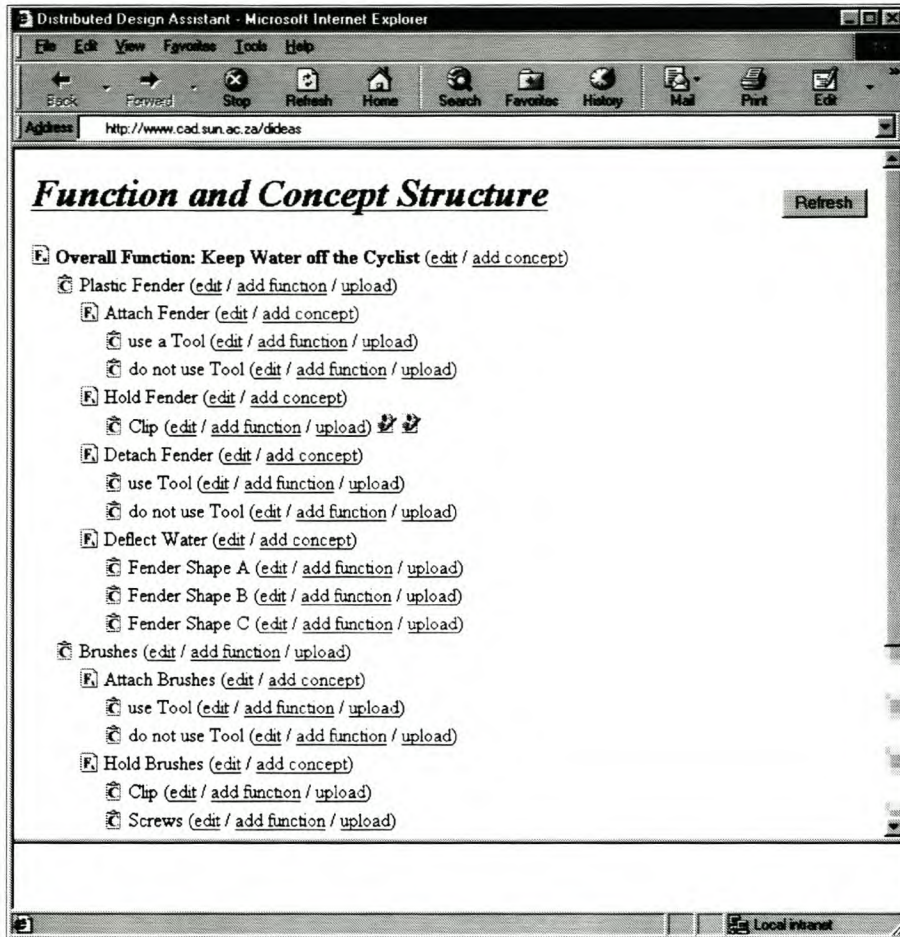 Distributed Design Assistant - Microsoft Internet Explorer
File Edit View Favorites Tools Help
Back Forward Stop Refresh Home Search Favorites History Mail Print Edit
Address http://www.cad.sun.ac.za/dideas
Function and Concept Structure
Refresh
F. Overall Function: Keep Water off the Cyclist (edit / add concept)
C Plastic Fender (edit / add function / upload)
F. Attach Fender (edit / add concept)
C use a Tool (edit / add function / upload)
C do not use Tool (edit / add function / upload)
F. Hold Fender (edit / add concept)
C Clip (edit / add function / upload)
F. Detach Fender (edit / add concept)
C use Tool (edit / add function / upload)
C do not use Tool (edit / add function / upload)
F. Deflect Water (edit / add concept)
C Fender Shape A (edit / add function / upload)
C Fender Shape B (edit / add function / upload)
C Fender Shape C (edit / add function / upload)
C Brushes (edit / add function / upload)
F. Attach Brushes (edit / add concept)
C use Tool (edit / add function / upload)
C do not use Tool (edit / add function / upload)
F. Hold Brushes (edit / add concept)
C Clip (edit / add function / upload)
C Screws (edit / add function / upload)
Local intranet